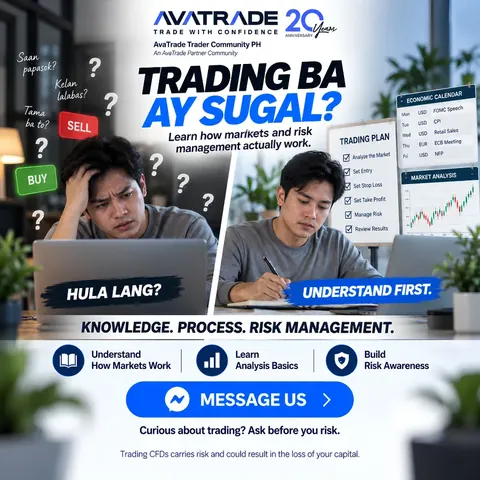 AVATRADE
TRADE WITH CONFIDENCE
20 Years
ANNIVERSARY
AvaTrade Trader Community PH
An AvaTrade Partner Community
TRADING BA
AY SUGAL?
Learn how markets and risk
management actually work.
Saan
papasok?
Kelan
lalabas?
Tama
ba to?
?
?
?
?
?
?
?
SELL
BUY
HULA LANG?
TRADING PLAN
Analyze the Market
Set Entry
Set Stop Loss
Set Take Profit
Manage Risk
Review Results
ECONOMIC CALENDAR
Mon USD FOMC Speech
Tue USD CPI
Wed USD Retail Sales
Thu EUR ECB Meeting
Fri USD NFP
MARKET ANALYSIS
UNDERSTAND FIRST.
KNOWLEDGE. PROCESS. RISK MANAGEMENT.
Understand
How Markets Work
Learn
Analysis Basics
Build
Risk Awareness
MESSAGE US
Curious about trading? Ask before you risk.
Trading CFDs carries risk and could result in the loss of your capital.